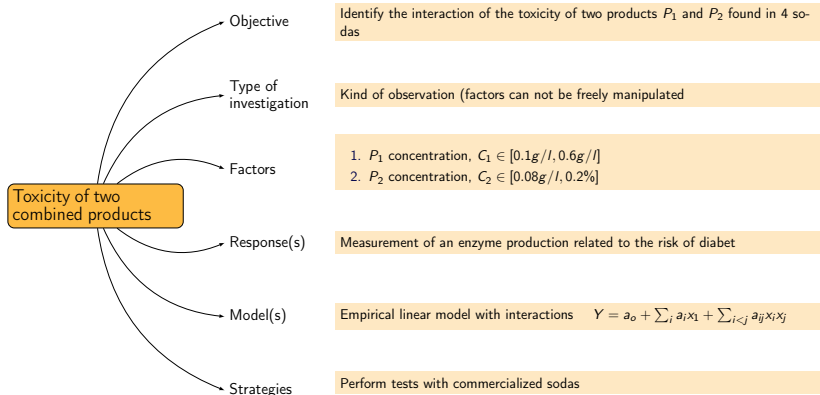 Objective
Identify the interaction of the toxicity of two products P₁ and P₂ found in 4 so-
das
Type of
investigation
Kind of observation (factors can not be freely manipulated
Factors
1. P₁ concentration, C₁ ∈ [0.1g/l, 0.6g/l]
2. P₂ concentration, C₂ ∈ [0.08g/l, 0.2%]
Toxicity of two
combined products
Response(s)
Measurement of an enzyme production related to the risk of diabet
Model(s)
Empirical linear model with interactions Y = aₒ + ∑ᵢ aᵢx₁ + ∑ᵢ<ⱼ aᵢⱼxᵢxⱼ
Strategies
Perform tests with commercialized sodas